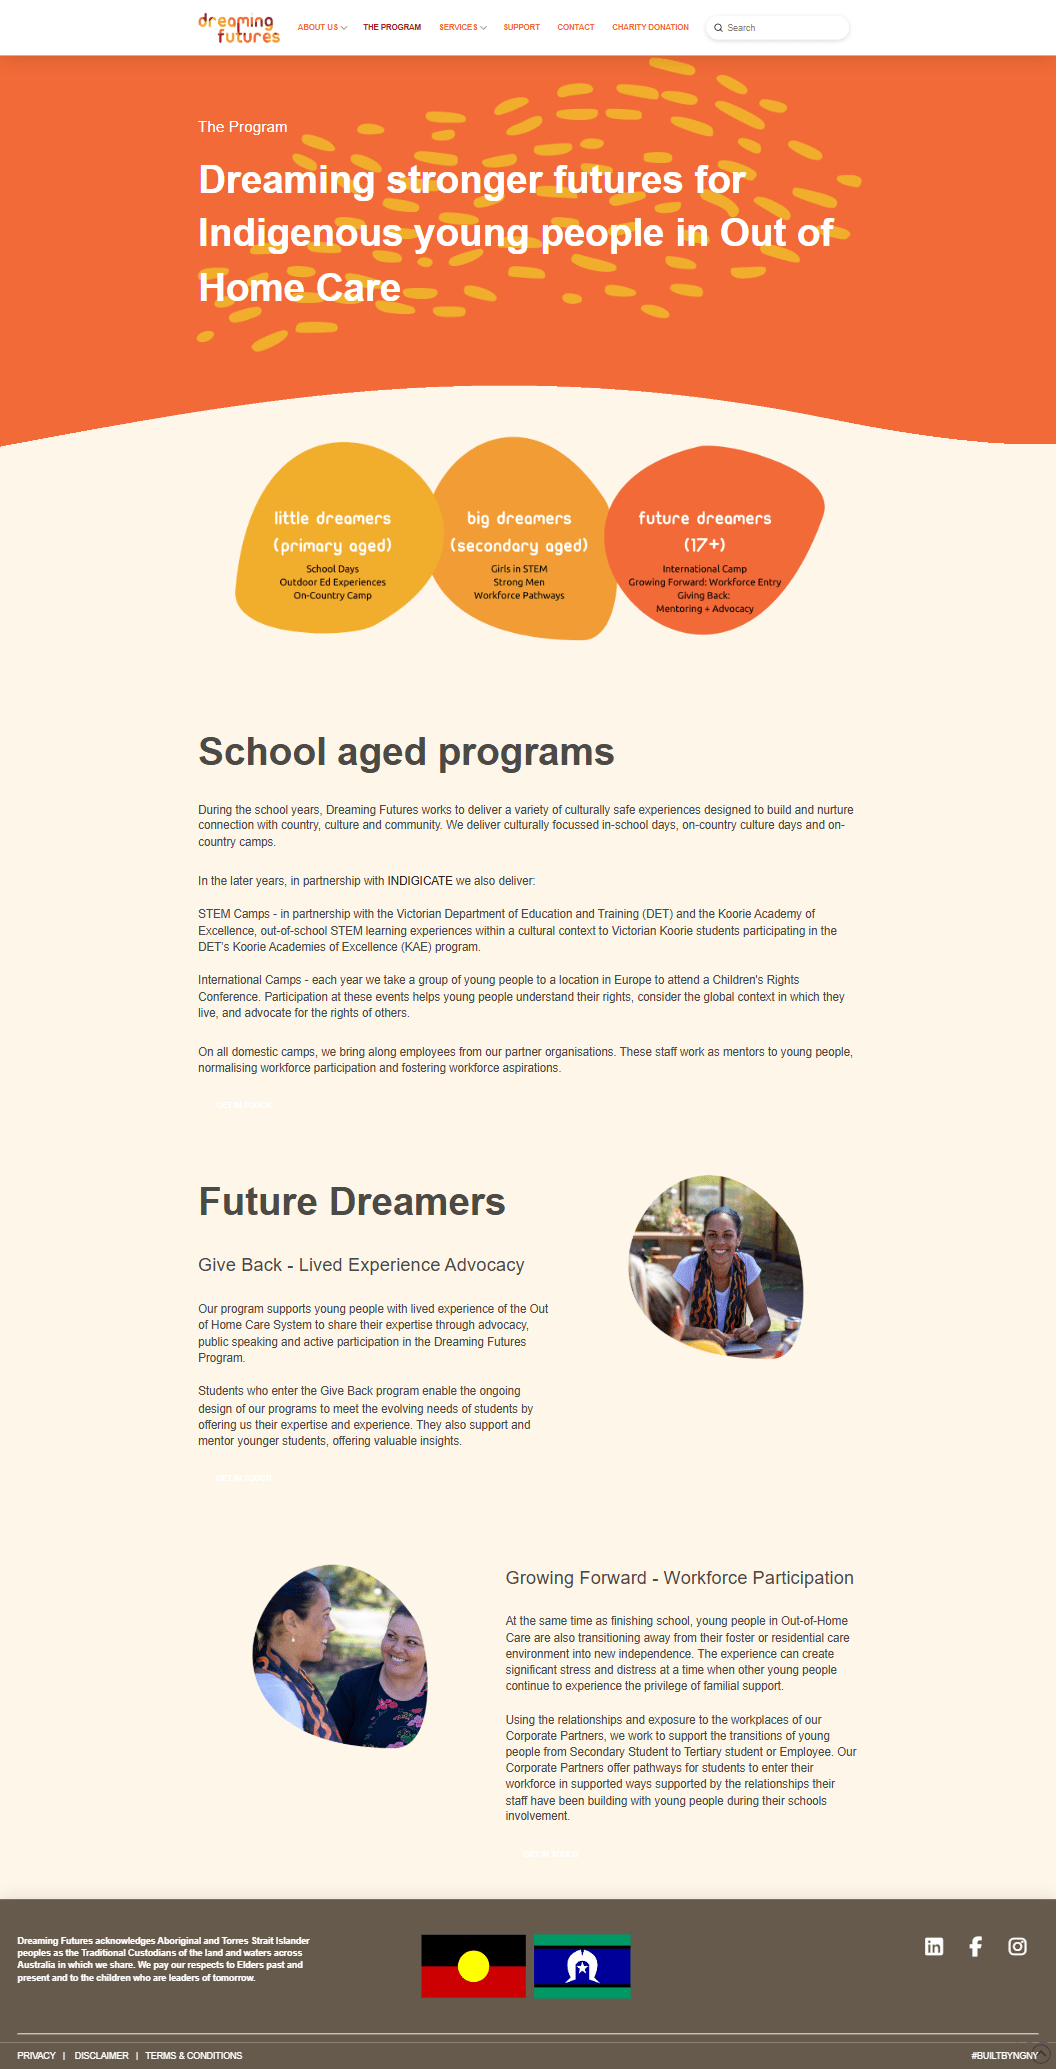 dreaming
futures
ABOUT US
THE PROGRAM
SERVICES
SUPPORT
CONTACT
CHARITY DONATION
Search
The Program
Dreaming stronger futures for
Indigenous young people in Out of
Home Care
little dreamers
(primary aged)
School Days
Outdoor Ed Experiences
On-Country Camp
big dreamers
(secondary aged)
Girls in STEM
Strong Men
Workforce Pathways
future dreamers
(17+)
International Camp
Growing Forward: Workforce Entry
Giving Back:
Mentoring + Advocacy
School aged programs
During the school years, Dreaming Futures works to deliver a variety of culturally safe experiences designed to build and nurture
connection with country, culture and community. We deliver culturally focussed in-school days, on-country culture days and on-
country camps.
In the later years, in partnership with INDIGICATE we also deliver:
STEM Camps - in partnership with the Victorian Department of Education and Training (DET) and the Koorie Academy of
Excellence, out-of-school STEM learning experiences within a cultural context to Victorian Koorie students participating in the
DET's Koorie Academies of Excellence (KAE) program.
International Camps - each year we take a group of young people to a location in Europe to attend a Children's Rights
Conference. Participation at these events helps young people understand their rights, consider the global context in which they
live, and advocate for the rights of others.
On all domestic camps, we bring along employees from our partner organisations. These staff work as mentors to young people,
normalising workforce participation and fostering workforce aspirations.
GET IN TOUCH
Future Dreamers
Give Back - Lived Experience Advocacy
Our program supports young people with lived experience of the Out
of Home Care System to share their expertise through advocacy,
public speaking and active participation in the Dreaming Futures
Program.
Students who enter the Give Back program enable the ongoing
design of our programs to meet the evolving needs of students by
offering us their expertise and experience. They also support and
mentor younger students, offering valuable insights.
GET IN TOUCH
Growing Forward - Workforce Participation
At the same time as finishing school, young people in Out-of-Home
Care are also transitioning away from their foster or residential care
environment into new independence. The experience can create
significant stress and distress at a time when other young people
continue to experience the privilege of familial support.
Using the relationships and exposure to the workplaces of our
Corporate Partners, we work to support the transitions of young
people from Secondary Student to Tertiary student or Employee. Our
Corporate Partners offer pathways for students to enter their
workforce in supported ways supported by the relationships their
staff have been building with young people during their schools
involvement.
GET IN TOUCH
Dreaming Futures acknowledges Aboriginal and Torres Strait Islander
peoples as the Traditional Custodians of the land and waters across
Australia in which we share. We pay our respects to Elders past and
present and to the children who are leaders of tomorrow.
PRIVACY | DISCLAIMER | TERMS & CONDITIONS
#BUILTBYNGNY